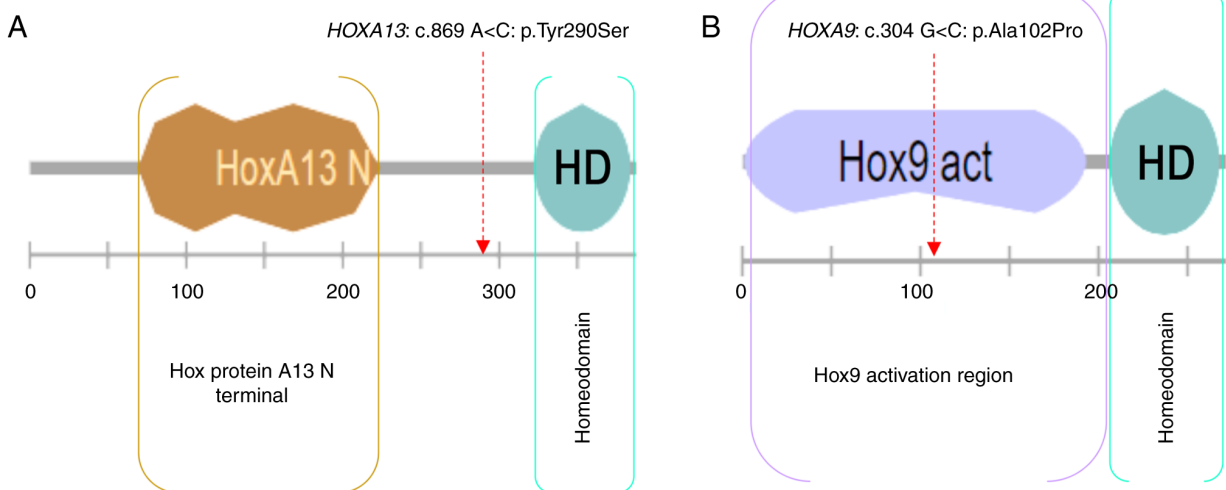 A
HOXA13: c.869 A<C: p.Tyr290Ser
HoxA13 N
HD
0
100
200
300
Hox protein A13 N
terminal
Homeodomain
B
HOXA9: c.304 G<C: p.Ala102Pro
Hox9 act
HD
0
100
200
Hox9 activation region
Homeodomain